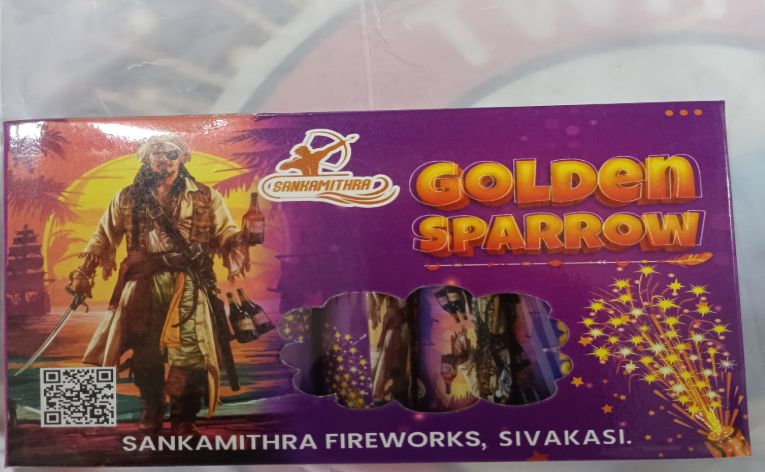 SANKAMITHRA
GOLDEN
SPARROW
SANKAMITHRA FIREWORKS, SIVAKASI.